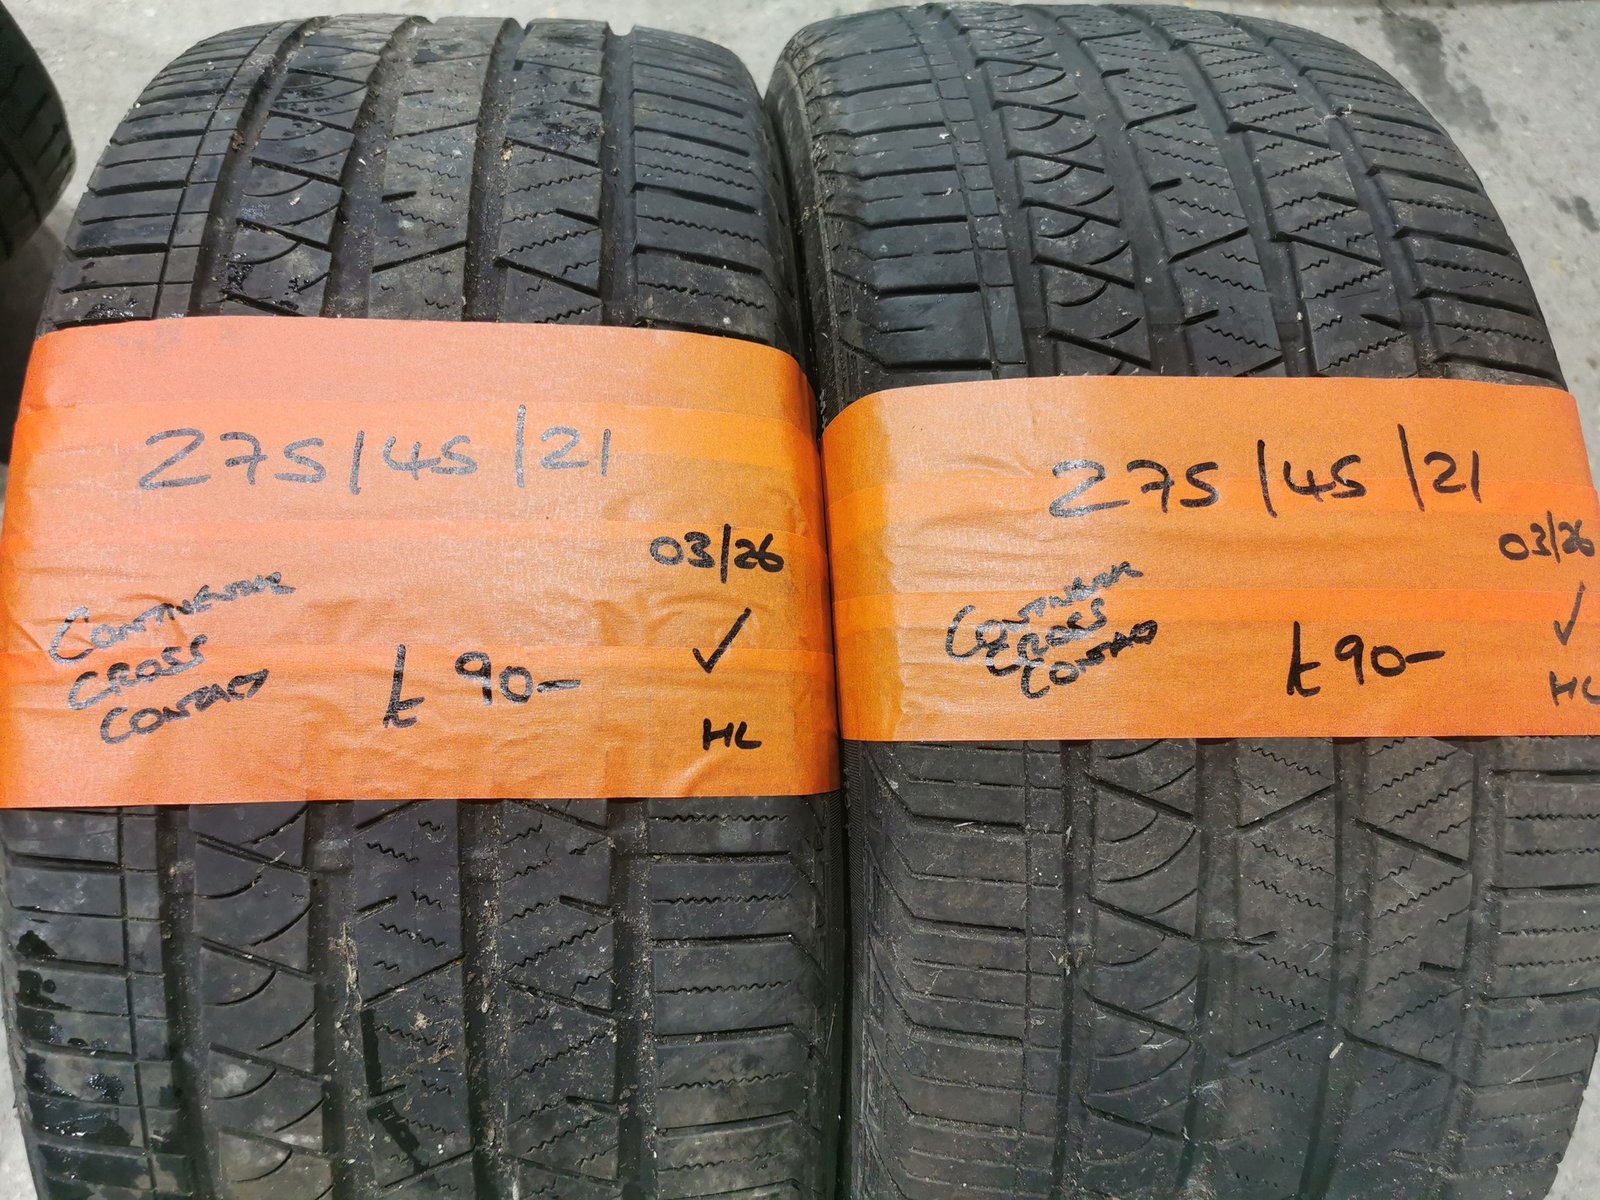 275/45/21
03/26
CONTINENTAL
CROSS
CONTACT
£90-
✓
HL
275/45/21
03/26
CONTINENTAL
CROSS
CONTACT
£90-
✓
HL